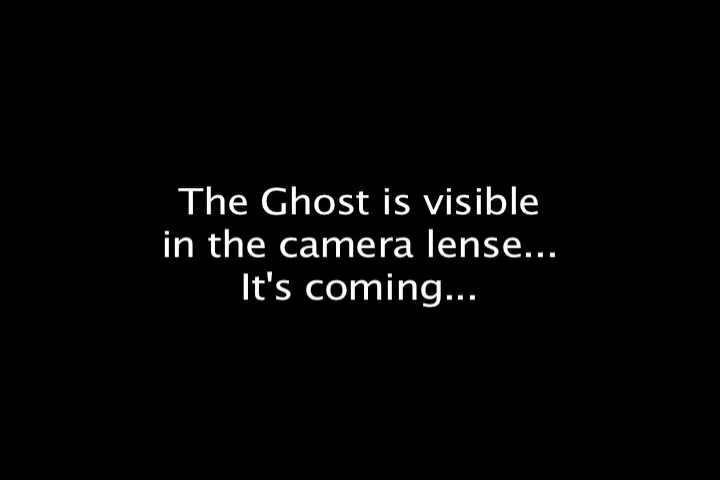 The Ghost is visible
in the camera lense...
It's coming...